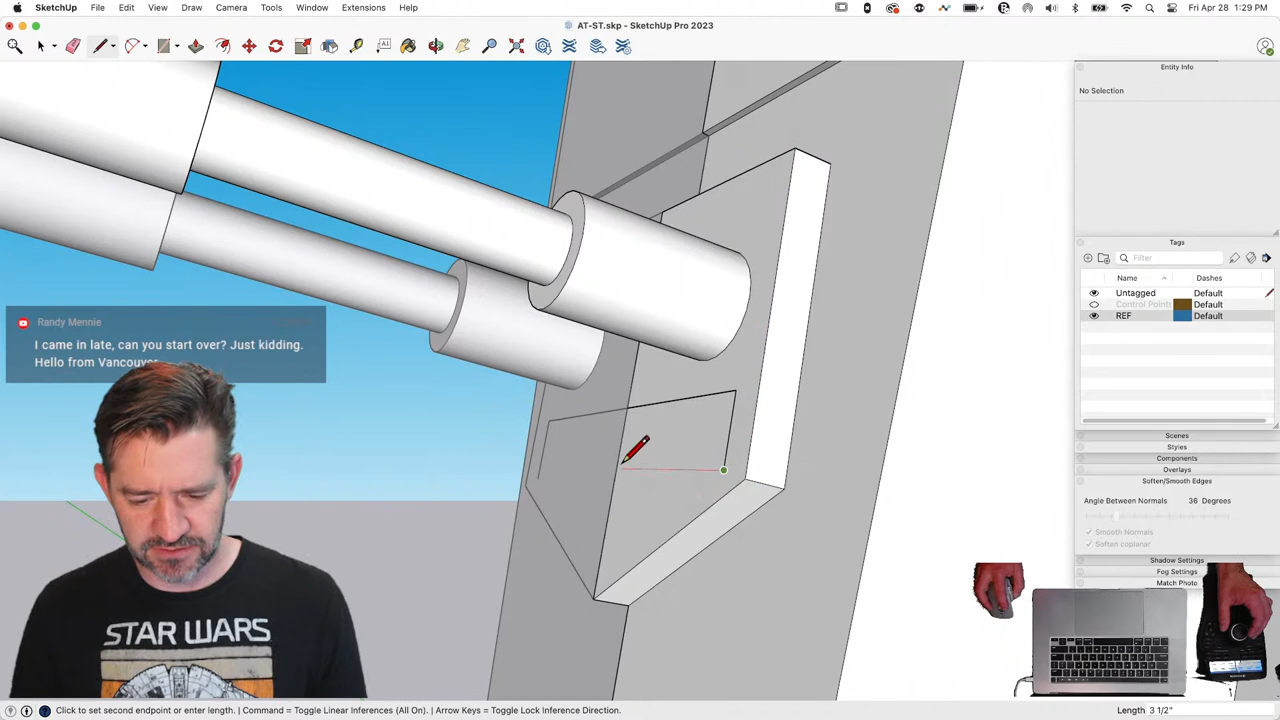 SketchUp File Edit View Draw Camera Tools Window Extensions Help
Fri Apr 28 1:29 PM
AT-ST.skp - SketchUp Pro 2023
Entity Info
No Selection
Tags
Filter
Name Dashes
Untagged Default
Control Points Default
REF Default
Scenes
Styles
Components
Overlays
Soften/Smooth Edges
Angle Between Normals 36 Degrees
Smooth Normals
Soften coplanar
Shadow Settings
Fog Settings
Match Photo
Randy Mennie
I came in late, can you start over? Just kidding.
Hello from Vancouver
STAR WARS
Click to set second endpoint or enter length. | Command = Toggle Linear Inferences (All On). | Arrow Keys = Toggle Lock Inference Direction.
Length 3 1/2"